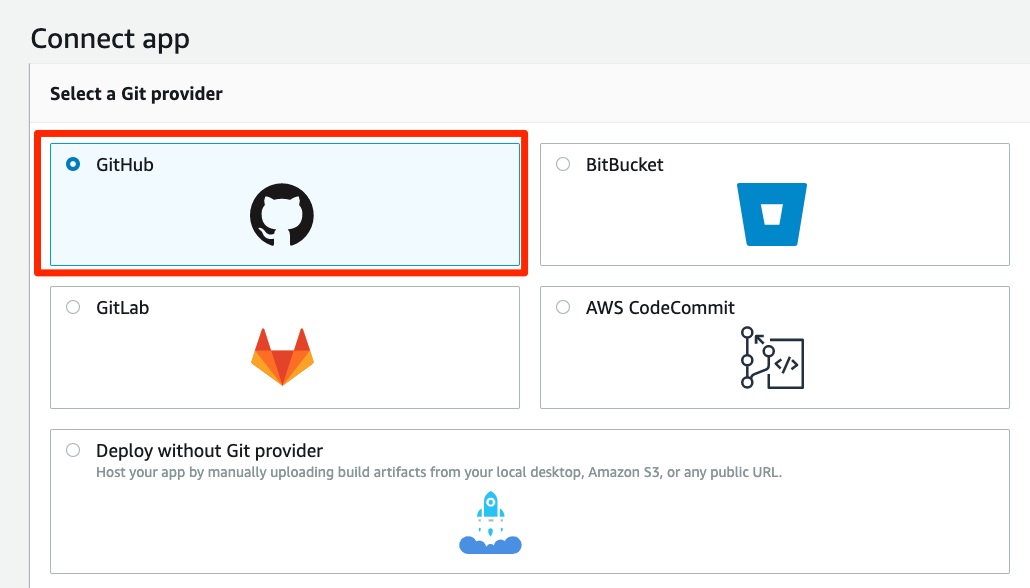 Connect app
Select a Git provider
GitHub
BitBucket
GitLab
AWS CodeCommit
</>
Deploy without Git provider
Host your app by manually uploading build artifacts from your local desktop, Amazon S3, or any public URL.